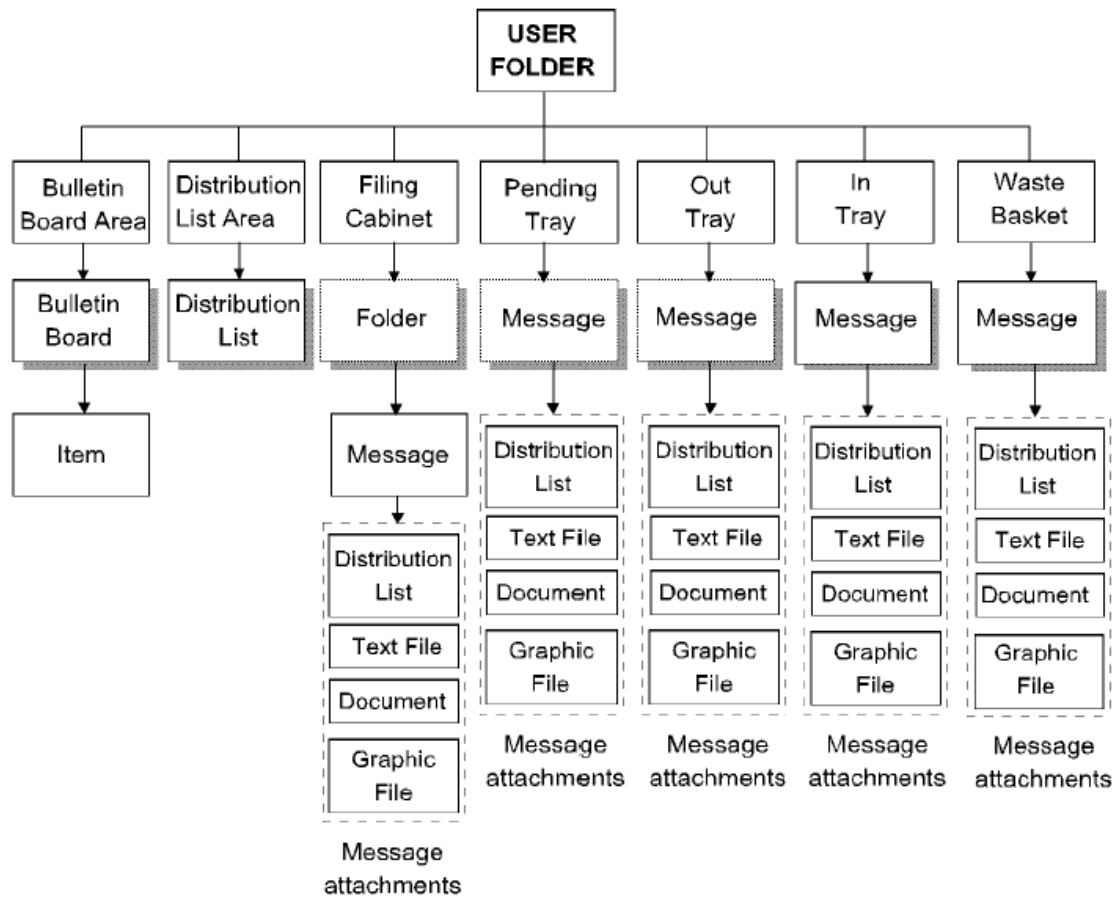 USER
FOLDER
Bulletin
Board Area
Distribution
List Area
Filing
Cabinet
Pending
Tray
Out
Tray
In
Tray
Waste
Basket
Bulletin
Board
Distribution
List
Folder
Message
Message
Message
Message
Item
Message
Distribution
List
Text File
Document
Graphic
File
Message
attachments
Distribution
List
Text File
Document
Graphic
File
Message
attachments
Distribution
List
Text File
Document
Graphic
File
Message
attachments
Distribution
List
Text File
Document
Graphic
File
Message
attachments
Distribution
List
Text File
Document
Graphic
File
Message
attachments